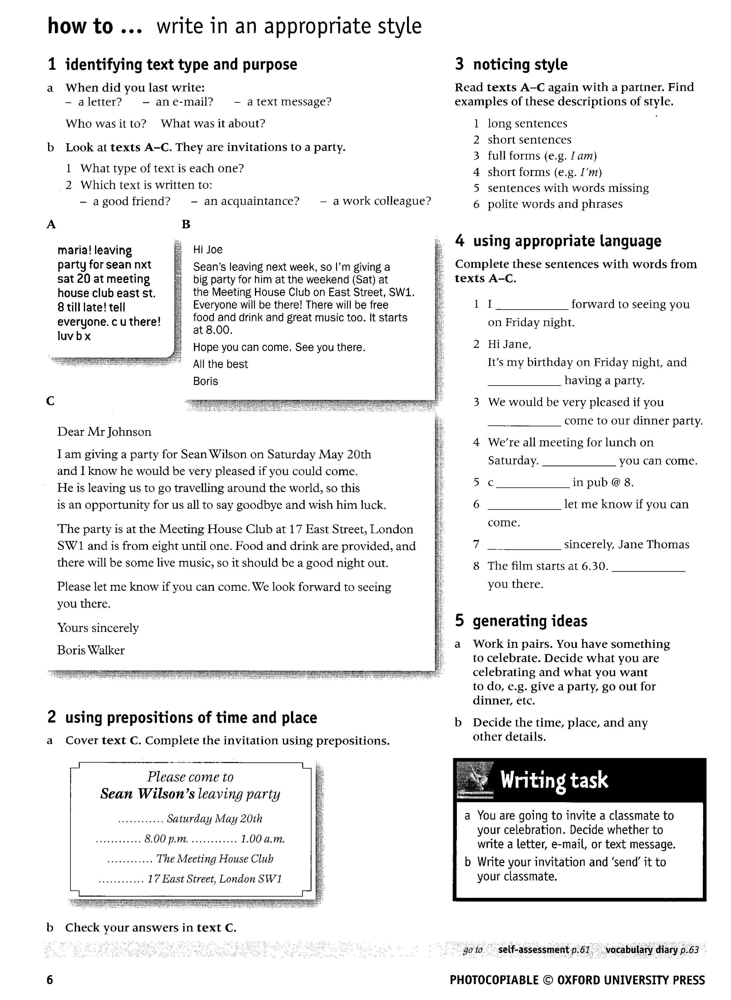 how to ... write in an appropriate style
1 identifying text type and purpose
a When did you last write:
– a letter? – an e-mail? – a text message?
Who was it to? What was it about?
b Look at texts A–C. They are invitations to a party.
1 What type of text is each one?
2 Which text is written to:
– a good friend? – an acquaintance? – a work colleague?
A
maria! leaving
party for sean nxt
sat 20 at meeting
house club east st.
8 till late! tell
everyone. c u there!
luv b x
B
Hi Joe
Sean's leaving next week, so I'm giving a
big party for him at the weekend (Sat) at
the Meeting House Club on East Street, SW1.
Everyone will be there! There will be free
food and drink and great music too. It starts
at 8.00.
Hope you can come. See you there.
All the best
Boris
C
Dear Mr Johnson
I am giving a party for Sean Wilson on Saturday May 20th
and I know he would be very pleased if you could come.
He is leaving us to go travelling around the world, so this
is an opportunity for us all to say goodbye and wish him luck.
The party is at the Meeting House Club at 17 East Street, London
SW1 and is from eight until one. Food and drink are provided, and
there will be some live music, so it should be a good night out.
Please let me know if you can come. We look forward to seeing
you there.
Yours sincerely
Boris Walker
2 using prepositions of time and place
a Cover text C. Complete the invitation using prepositions.
Please come to
Sean Wilson's leaving party
............ Saturday May 20th
............ 8.00 p.m. ............ 1.00 a.m.
............ The Meeting House Club
............ 17 East Street, London SW1
b Check your answers in text C.
3 noticing style
Read texts A–C again with a partner. Find
examples of these descriptions of style.
1 long sentences
2 short sentences
3 full forms (e.g. I am)
4 short forms (e.g. I'm)
5 sentences with words missing
6 polite words and phrases
4 using appropriate language
Complete these sentences with words from
texts A–C.
1 I ____________ forward to seeing you
on Friday night.
2 Hi Jane,
It's my birthday on Friday night, and
____________ having a party.
3 We would be very pleased if you
____________ come to our dinner party.
4 We're all meeting for lunch on
Saturday. ____________ you can come.
5 c ____________ in pub @ 8.
6 ____________ let me know if you can
come.
7 ____________ sincerely, Jane Thomas
8 The film starts at 6.30. ____________
you there.
5 generating ideas
a Work in pairs. You have something
to celebrate. Decide what you are
celebrating and what you want
to do, e.g. give a party, go out for
dinner, etc.
b Decide the time, place, and any
other details.
Writing task
a You are going to invite a classmate to
your celebration. Decide whether to
write a letter, e-mail, or text message.
b Write your invitation and 'send' it to
your classmate.
go to self-assessment p.61 vocabulary diary p.63
6
PHOTOCOPIABLE © OXFORD UNIVERSITY PRESS